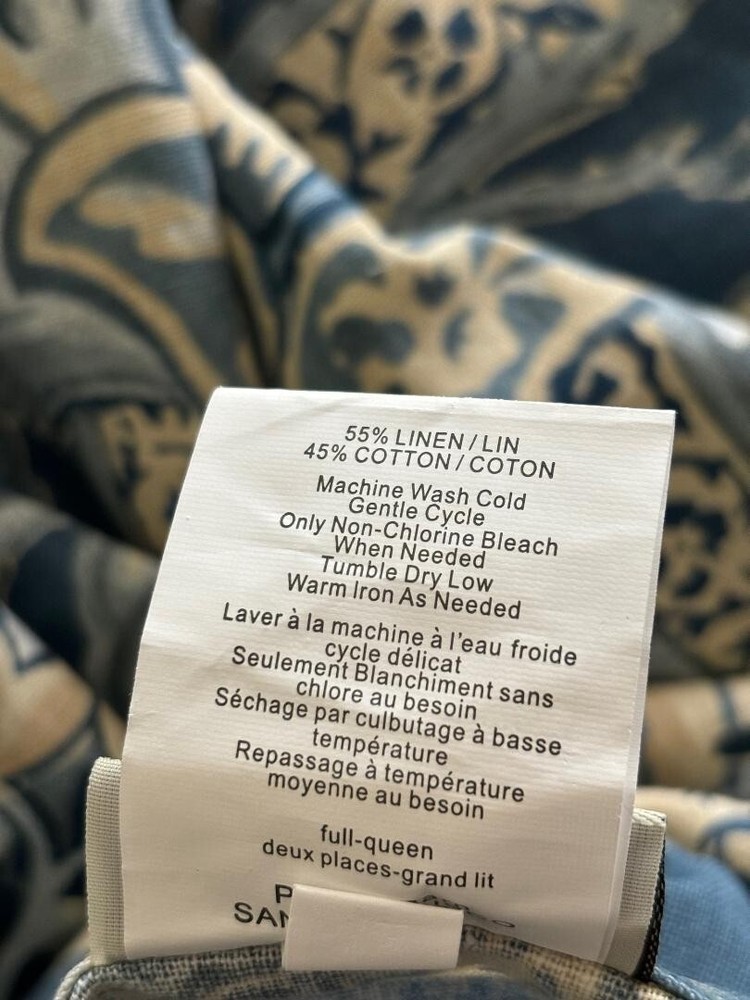 55% LINEN / LIN
45% COTTON / COTON
Machine Wash Cold
Gentle Cycle
Only Non-Chlorine Bleach
When Needed
Tumble Dry Low
Warm Iron As Needed
Laver à la machine à l'eau froide
cycle délicat
Seulement Blanchiment sans
chlore au besoin
Séchage par culbutage à basse
température
Repassage à température
moyenne au besoin
full-queen
deux places-grand lit